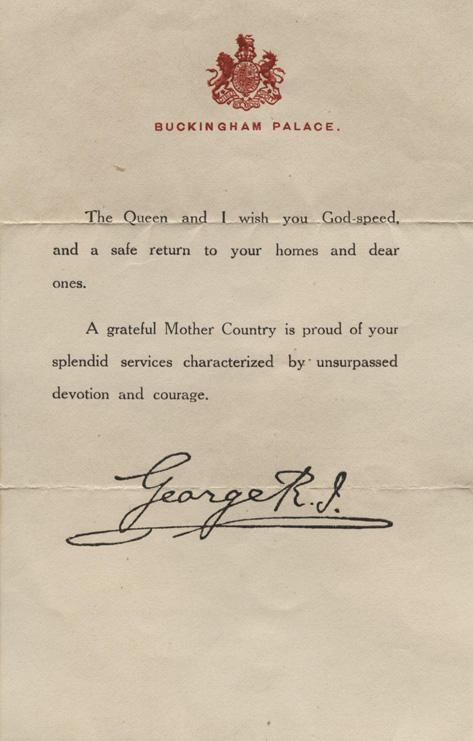 BUCKINGHAM PALACE.
The Queen and I wish you God-speed,
and a safe return to your homes and dear
ones.
A grateful Mother Country is proud of your
splendid services characterized by unsurpassed
devotion and courage.
George R.I.